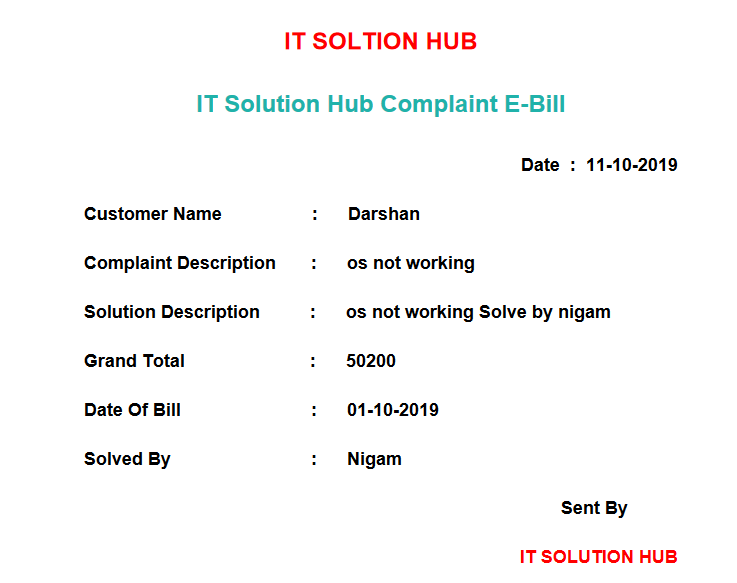 IT SOLTION HUB
IT Solution Hub Complaint E-Bill
Date : 11-10-2019
Customer Name : Darshan
Complaint Description : os not working
Solution Description : os not working Solve by nigam
Grand Total : 50200
Date Of Bill : 01-10-2019
Solved By : Nigam
Sent By
IT SOLUTION HUB